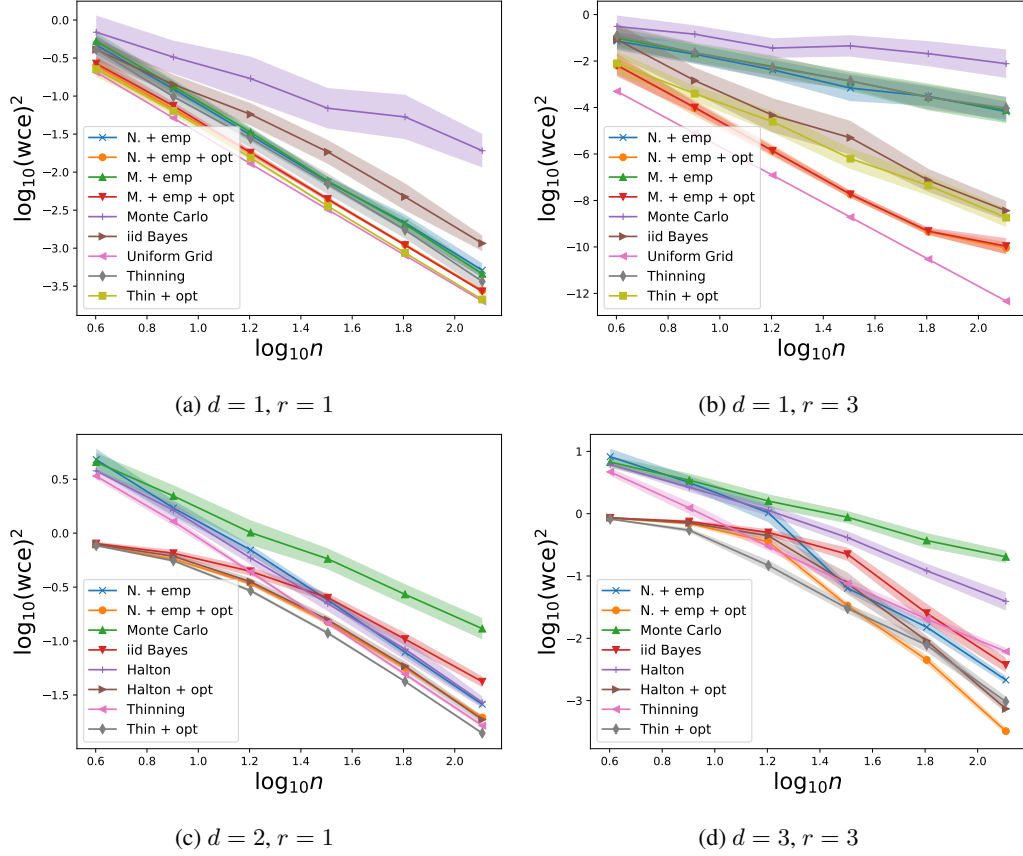 0.0
−0.5
−1.0
−1.5
−2.0
−2.5
−3.0
−3.5
log₁₀(wce)²
N. + emp
N. + emp + opt
M. + emp
M. + emp + opt
Monte Carlo
iid Bayes
Uniform Grid
Thinning
Thin + opt
0.6 0.8 1.0 1.2 1.4 1.6 1.8 2.0
log₁₀n
(a) d = 1, r = 1
0
−2
−4
−6
−8
−10
−12
log₁₀(wce)²
N. + emp
N. + emp + opt
M. + emp
M. + emp + opt
Monte Carlo
iid Bayes
Uniform Grid
Thinning
Thin + opt
0.6 0.8 1.0 1.2 1.4 1.6 1.8 2.0
log₁₀n
(b) d = 1, r = 3
0.5
0.0
−0.5
−1.0
−1.5
log₁₀(wce)²
N. + emp
N. + emp + opt
Monte Carlo
iid Bayes
Halton
Halton + opt
Thinning
Thin + opt
0.6 0.8 1.0 1.2 1.4 1.6 1.8 2.0
log₁₀n
(c) d = 2, r = 1
1
0
−1
−2
−3
log₁₀(wce)²
N. + emp
N. + emp + opt
Monte Carlo
iid Bayes
Halton
Halton + opt
Thinning
Thin + opt
0.6 0.8 1.0 1.2 1.4 1.6 1.8 2.0
log₁₀n
(d) d = 3, r = 3